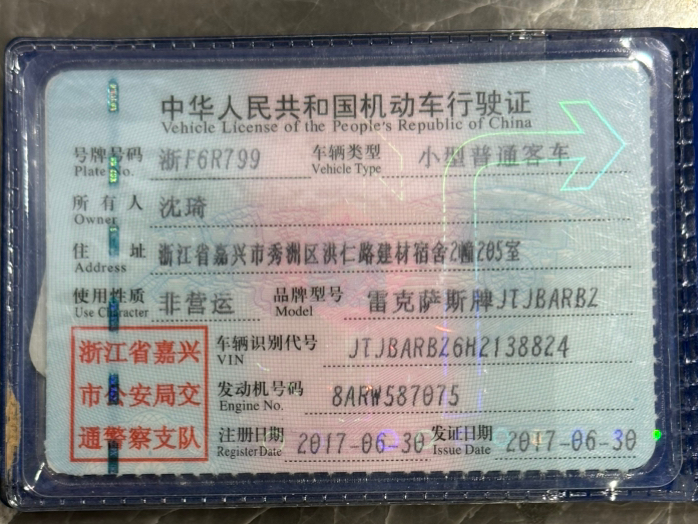 中华人民共和国机动车行驶证
Vehicle License of the People's Republic of China
号牌号码 浙F6R799 车辆类型 小型普通客车
Plate No. Vehicle Type
所有人 沈琦
Owner
住址 浙江省嘉兴市秀洲区洪仁路建材宿舍2幢205室
Address
使用性质 非营运 品牌型号 雷克萨斯牌JTJBARBZ
Use Character Model
浙江省嘉兴市公安局交通警察支队
车辆识别代号 JTJBARBZ6H2138824
VIN
发动机号码 8ARW587075
Engine No.
注册日期 2017-06-30 发证日期 2017-06-30
Register Date Issue Date